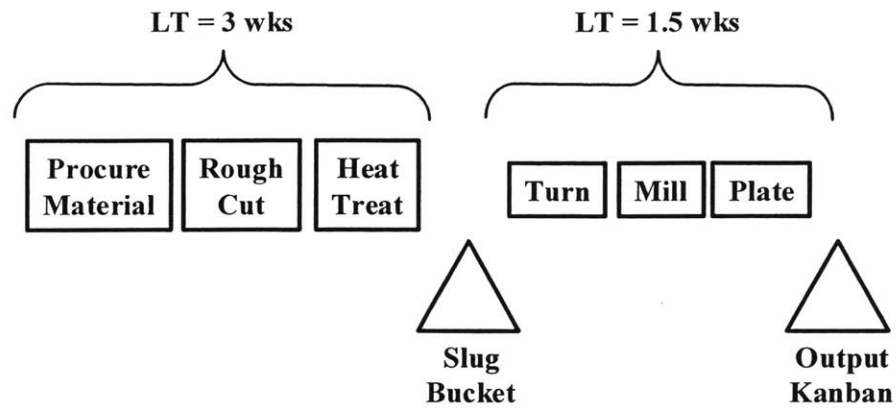 LT = 3 wks
LT = 1.5 wks
Procure
Material
Rough
Cut
Heat
Treat
Turn
Mill
Plate
Slug
Bucket
Output
Kanban